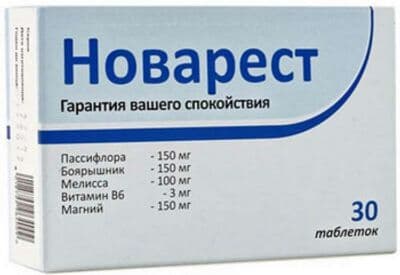 Новарест
Гарантия вашего спокойствия
Пассифлора - 150 мг
Боярышник - 150 мг
Мелисса - 100 мг
Витамин В6 - 3 мг
Магний - 150 мг
30
таблеток